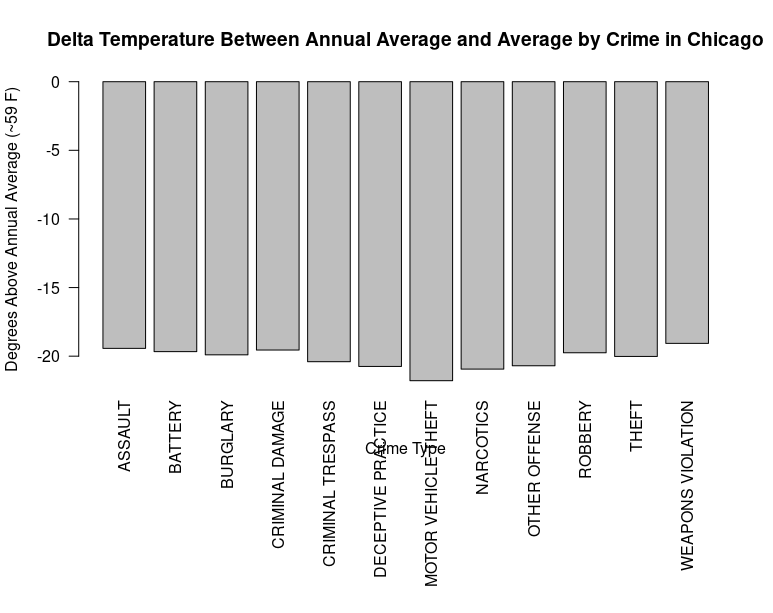 Delta Temperature Between Annual Average and Average by Crime in Chicago
Degrees Above Annual Average (~59 F)
0
-5
-10
-15
-20
ASSAULT
BATTERY
BURGLARY
CRIMINAL DAMAGE
CRIMINAL TRESPASS
DECEPTIVE PRACTICE
MOTOR VEHICLE THEFT
NARCOTICS
OTHER OFFENSE
ROBBERY
THEFT
WEAPONS VIOLATION
Crime Type